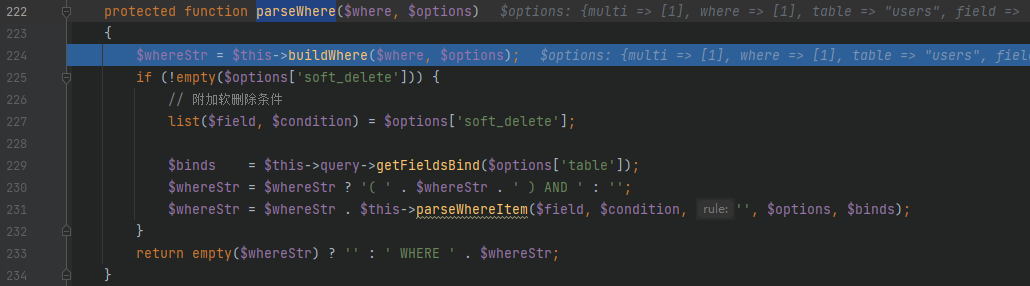 222 protected function parseWhere($where, $options)   $options: {multi => [1], where => [1], table => "users", field =>
223 {
224     $whereStr = $this->buildWhere($where, $options);   $options: {multi => [1], where => [1], table => "users", fiel
225     if (!empty($options['soft_delete'])) {
226         // 附加软删除条件
227         list($field, $condition) = $options['soft_delete'];
228
229         $binds    = $this->query->getFieldsBind($options['table']);
230         $whereStr = $whereStr ? '( ' . $whereStr . ' ) AND ' : '';
231         $whereStr = $whereStr . $this->parseWhereItem($field, $condition, rule: '', $options, $binds);
232     }
233     return empty($whereStr) ? '' : ' WHERE ' . $whereStr;
234 }